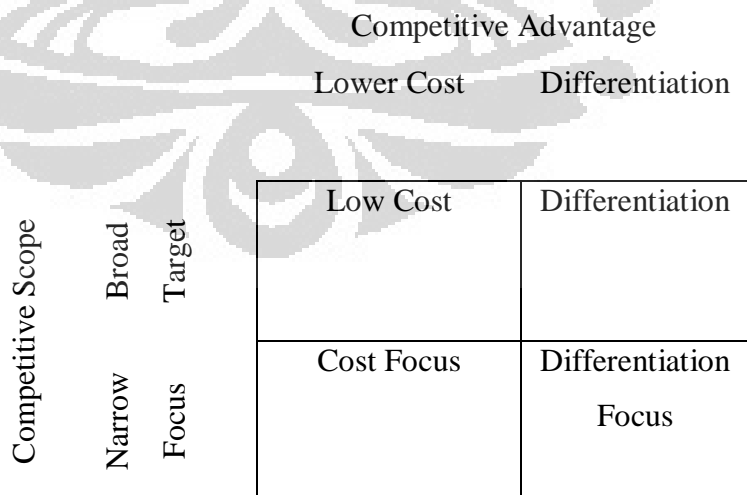 Competitive Advantage
Lower Cost Differentiation
Competitive Scope
Broad
Target
Low Cost Differentiation
Narrow
Focus
Cost Focus Differentiation
Focus